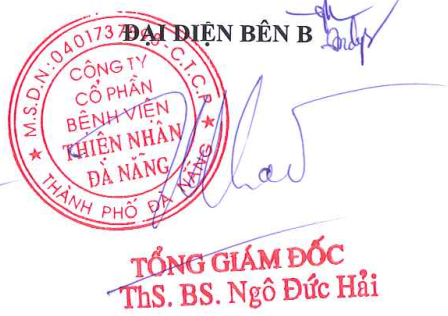 ĐẠI DIỆN BÊN B
M.S.D.N: 040173 C.T.C.P
CÔNG TY
CỔ PHẦN
BỆNH VIỆN
THIỆN NHÂN
ĐÀ NẴNG
THÀNH PHỐ ĐÀ NẴNG
TỔNG GIÁM ĐỐC
ThS. BS. Ngô Đức Hải